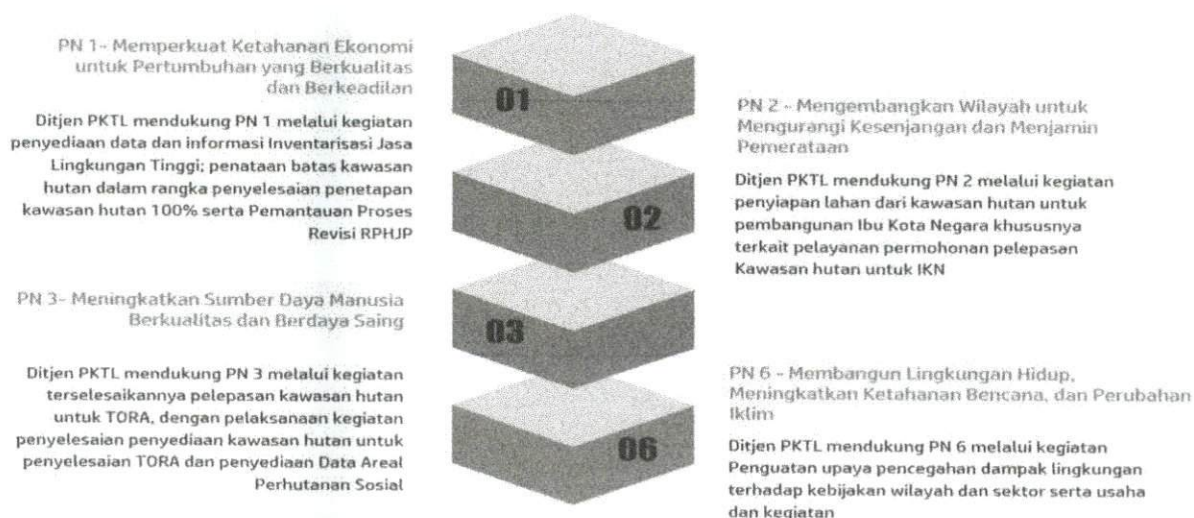 PN 1- Memperkuat Ketahanan Ekonomi
untuk Pertumbuhan yang Berkualitas
dan Berkeadilan
Ditjen PKTL mendukung PN 1 melalui kegiatan
penyediaan data dan informasi Inventarisasi Jasa
Lingkungan Tinggi; penataan batas kawasan
hutan dalam rangka penyelesaian penetapan
kawasan hutan 100% serta Pemantauan Proses
Revisi RPHJP
01
PN 2 - Mengembangkan Wilayah untuk
Mengurangi Kesenjangan dan Menjamin
Pemerataan
Ditjen PKTL mendukung PN 2 melalui kegiatan
penyiapan lahan dari kawasan hutan untuk
pembangunan Ibu Kota Negara khususnya
terkait pelayanan permohonan pelepasan
Kawasan hutan untuk IKN
02
PN 3- Meningkatkan Sumber Daya Manusia
Berkualitas dan Berdaya Saing
Ditjen PKTL mendukung PN 3 melalui kegiatan
terselesaikannya pelepasan kawasan hutan
untuk TORA, dengan pelaksanaan kegiatan
penyelesaian penyediaan kawasan hutan untuk
penyelesaian TORA dan penyediaan Data Areal
Perhutanan Sosial
03
PN 6 - Membangun Lingkungan Hidup,
Meningkatkan Ketahanan Bencana, dan Perubahan
Iklim
Ditjen PKTL mendukung PN 6 melalui kegiatan
Penguatan upaya pencegahan dampak lingkungan
terhadap kebijakan wilayah dan sektor serta usaha
dan kegiatan
06